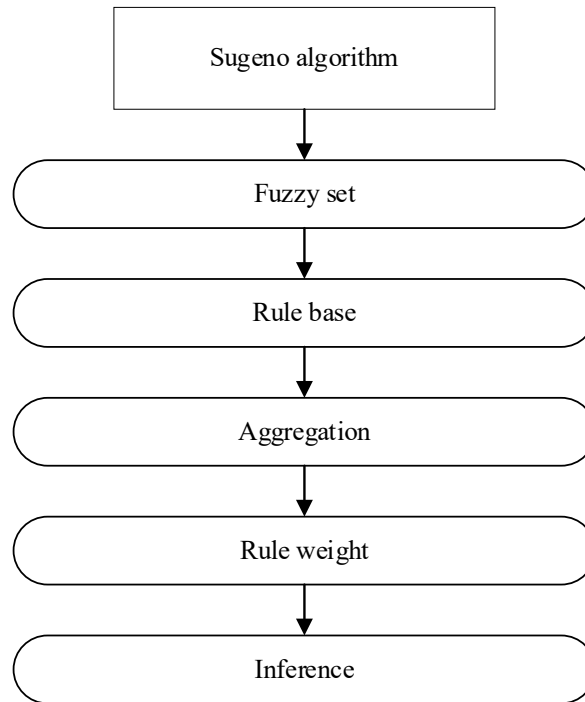 Sugeno algorithm
Fuzzy set
Rule base
Aggregation
Rule weight
Inference